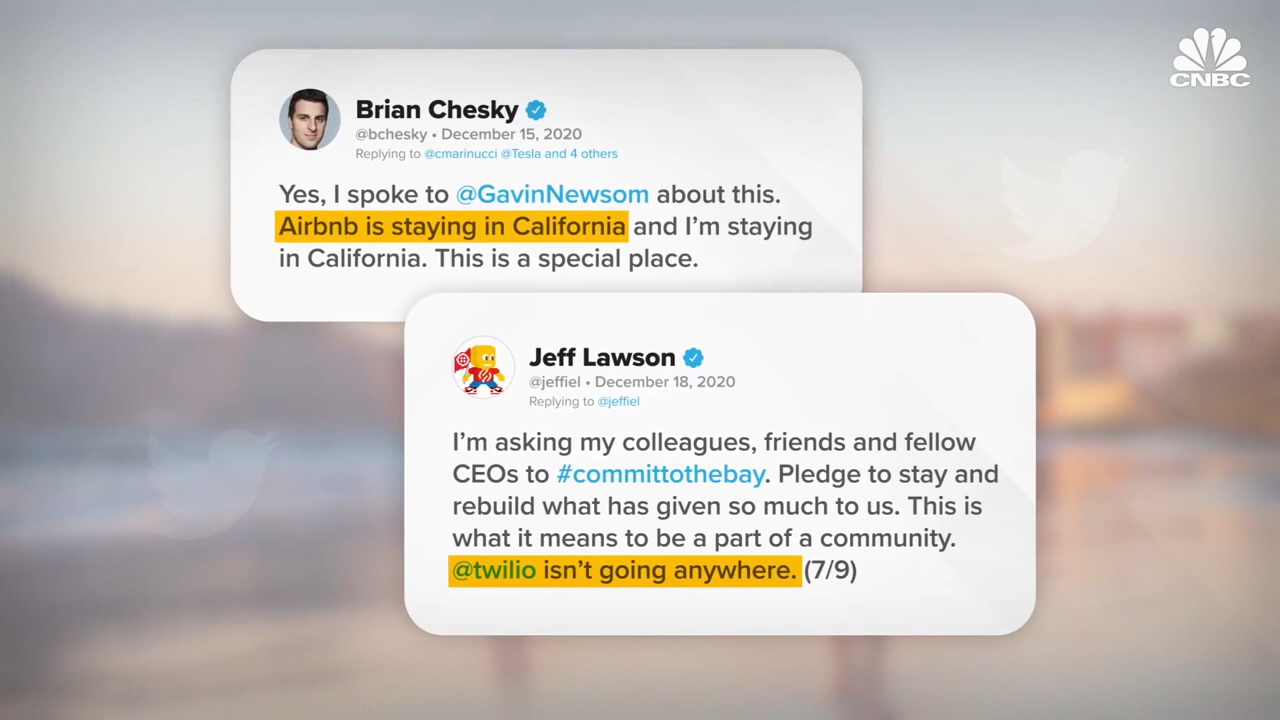 CNBC
Brian Chesky
@bchesky • December 15, 2020
Replying to @cmarinucci @Tesla and 4 others
Yes, I spoke to @GavinNewsom about this.
Airbnb is staying in California and I’m staying
in California. This is a special place.
Jeff Lawson
@jeffiel • December 18, 2020
Replying to @jeffiel
I’m asking my colleagues, friends and fellow
CEOs to #committothebay. Pledge to stay and
rebuild what has given so much to us. This is
what it means to be a part of a community.
@twilio isn’t going anywhere. (7/9)